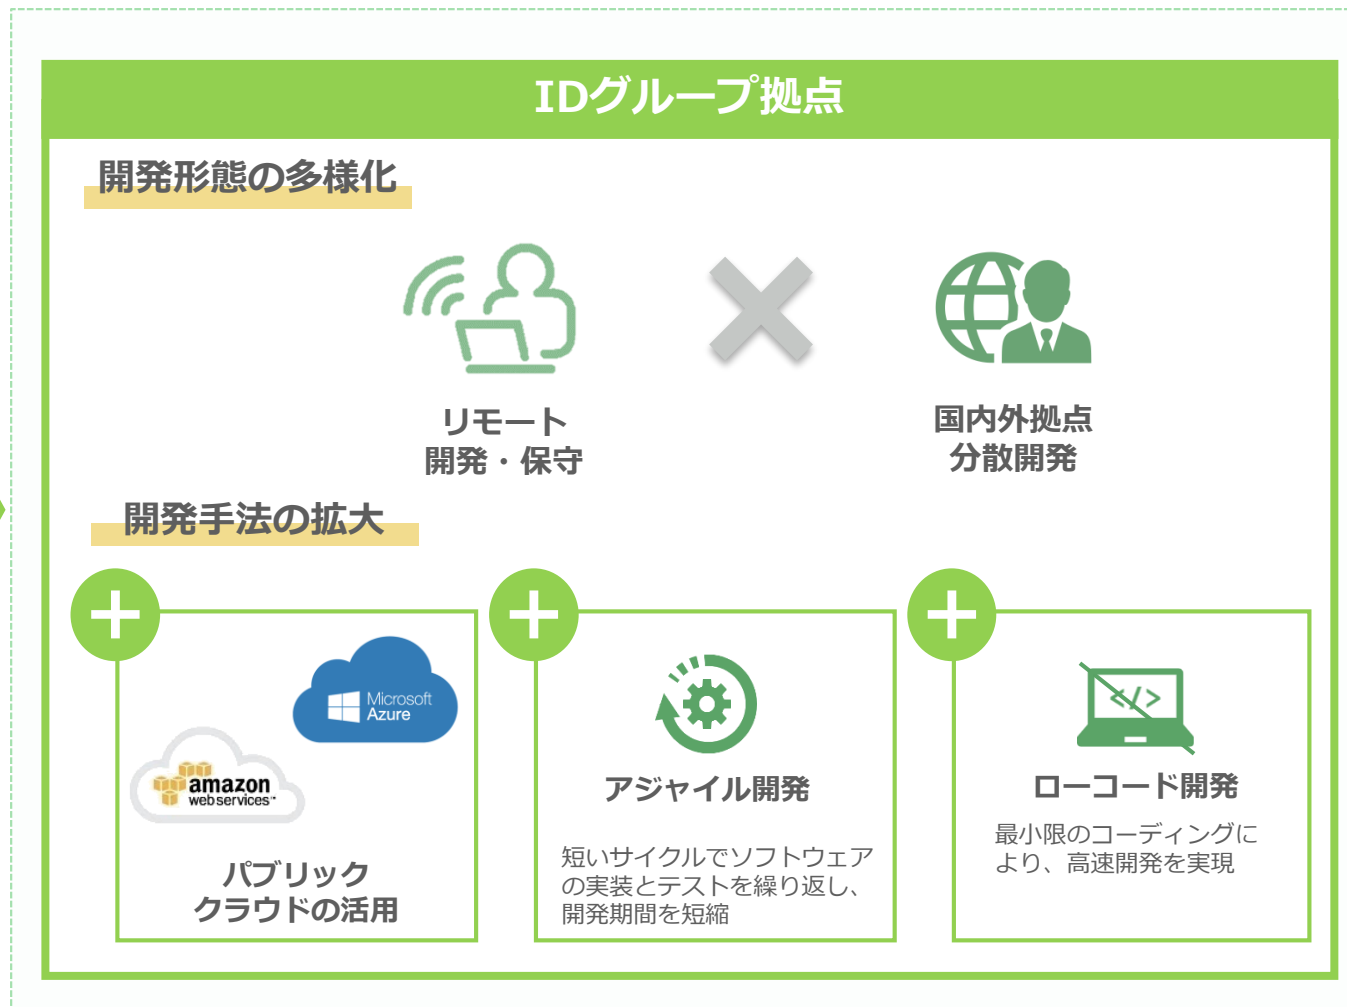 IDグループ拠点
開発形態の多様化
リモート
開発・保守
国内外拠点
分散開発
開発手法の拡大
Microsoft
Azure
amazon
web services™
パブリック
クラウドの活用
アジャイル開発
短いサイクルでソフトウェア
の実装とテストを繰り返し、
開発期間を短縮
</>
ローコード開発
最小限のコーディングに
より、高速開発を実現